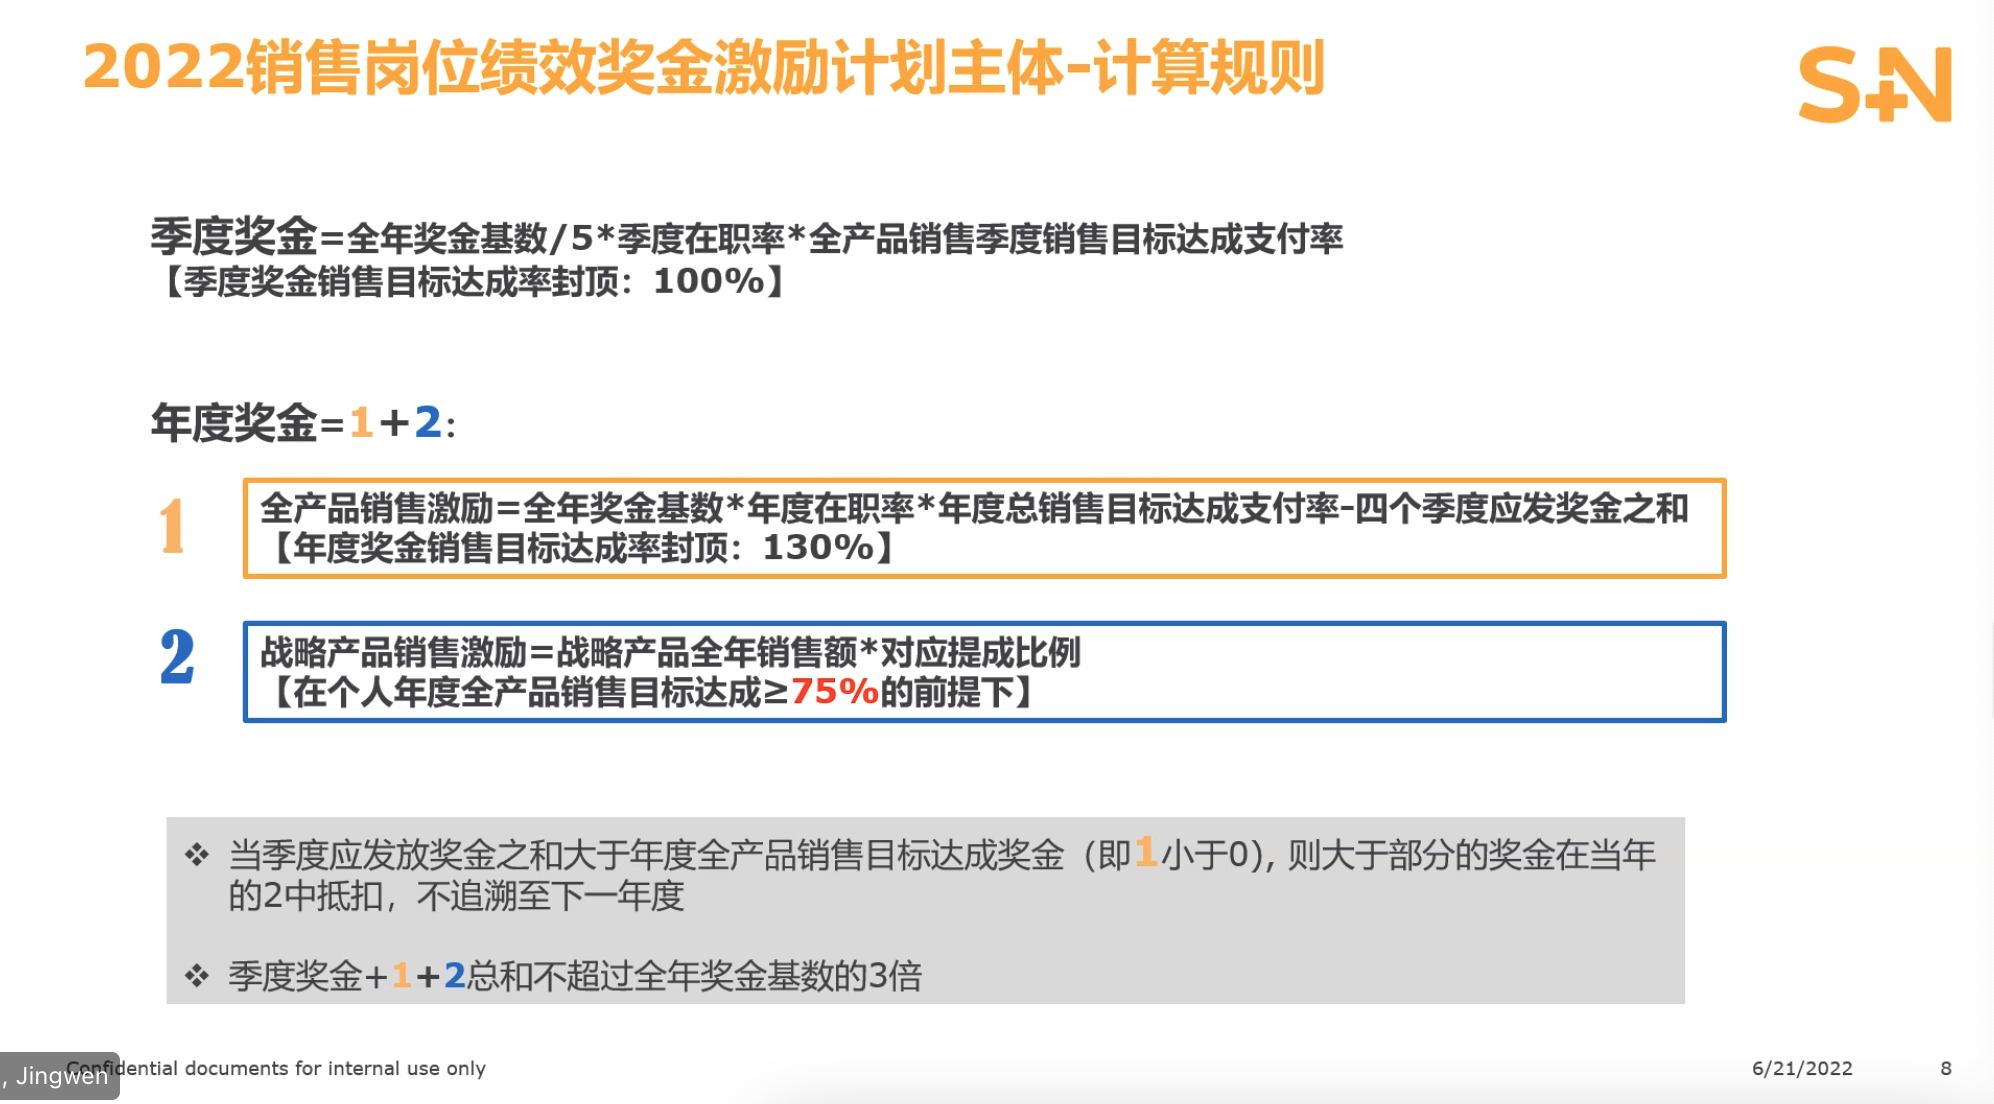 2022销售岗位绩效奖金激励计划主体-计算规则
S+N
季度奖金=全年奖金基数/5*季度在职率*全产品销售季度销售目标达成支付率
【季度奖金销售目标达成率封顶：100%】
年度奖金=1+2:
1
全产品销售激励=全年奖金基数*年度在职率*年度总销售目标达成支付率-四个季度应发奖金之和
【年度奖金销售目标达成率封顶：130%】
2
战略产品销售激励=战略产品全年销售额*对应提成比例
【在个人年度全产品销售目标达成≥75%的前提下】
❖ 当季度应发放奖金之和大于年度全产品销售目标达成奖金（即1小于0), 则大于部分的奖金在当年
的2中抵扣，不追溯至下一年度
❖ 季度奖金+1+2总和不超过全年奖金基数的3倍
Confidential documents for internal use only
, Jingwen
6/21/2022
8